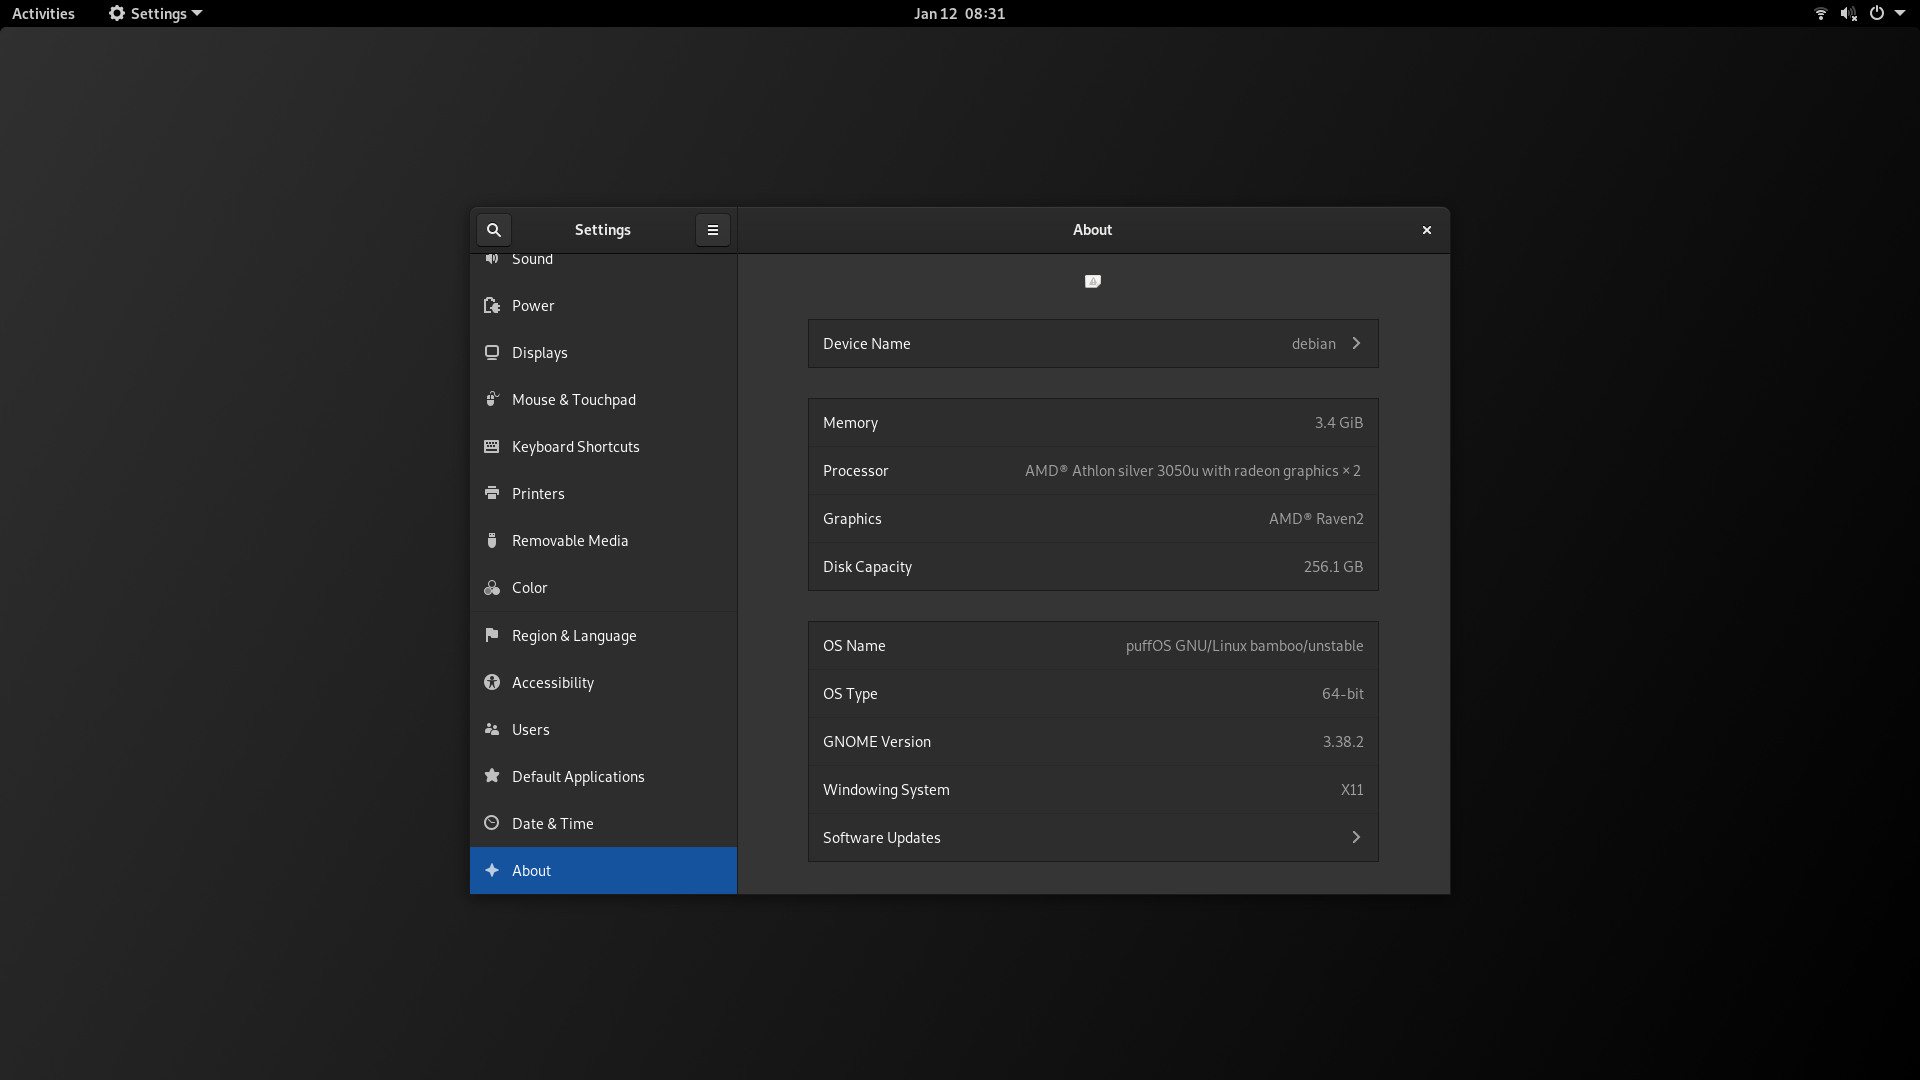 Activities
Settings
Jan 12 08:31
Settings
About
Sound
Power
Displays
Mouse & Touchpad
Keyboard Shortcuts
Printers
Removable Media
Color
Region & Language
Accessibility
Users
Default Applications
Date & Time
About
Device Name debian
Memory 3.4 GiB
Processor AMD® Athlon silver 3050u with radeon graphics × 2
Graphics AMD® Raven2
Disk Capacity 256.1 GB
OS Name puffOS GNU/Linux bamboo/unstable
OS Type 64-bit
GNOME Version 3.38.2
Windowing System X11
Software Updates